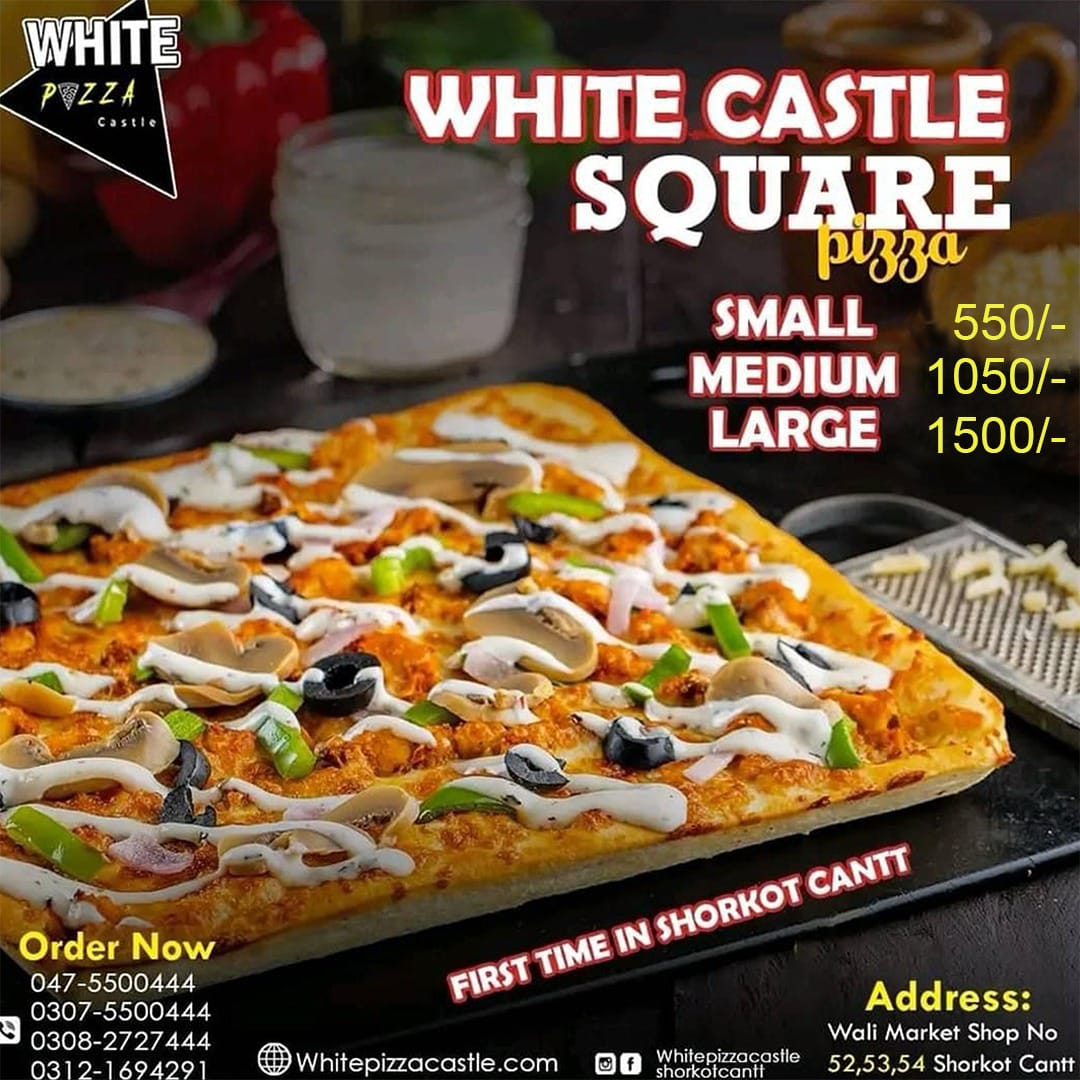 WHITE
PIZZA
Castle
WHITE CASTLE
SQUARE
pizza
SMALL 550/-
MEDIUM 1050/-
LARGE 1500/-
FIRST TIME IN SHORKOT CANTT
Order Now
047-5500444
0307-5500444
0308-2727444
0312-1694291
Whitepizzacastle.com
Whitepizzacastle
shorkotcantt
Address:
Wali Market Shop No
52,53,54 Shorkot Cantt